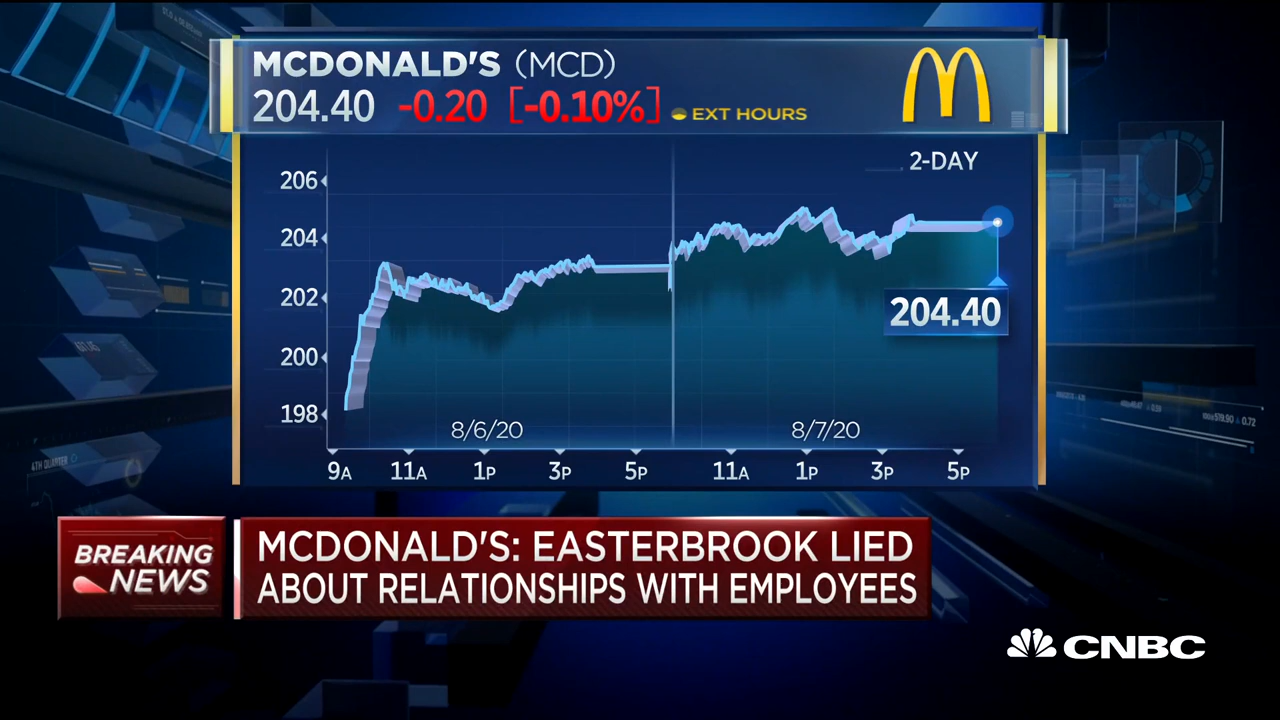 MCDONALD'S (MCD)
204.40 -0.20 [-0.10%] EXT HOURS
2-DAY
206
204
202
200
198
204.40
8/6/20 8/7/20
9A 11A 1P 3P 5P 11A 1P 3P 5P
4TH QUARTER
BREAKING
NEWS
MCDONALD'S: EASTERBROOK LIED
ABOUT RELATIONSHIPS WITH EMPLOYEES
CNBC